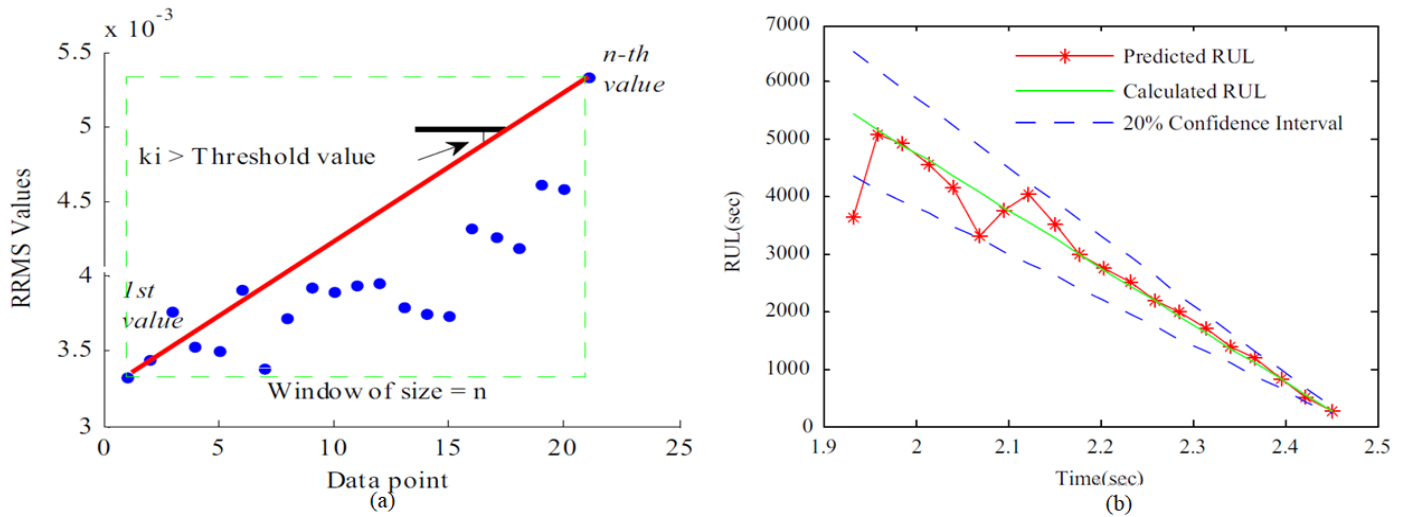 x 10 -3
5.5
5
4.5
4
3.5
3
RRMS Values
n-th
value
ki > Threshold value
1st
value
Window of size = n
0 5 10 15 20 25
Data point
(a)
7000
6000
5000
4000
3000
2000
1000
0
RUL(sec)
Predicted RUL
Calculated RUL
20% Confidence Interval
1.9 2 2.1 2.2 2.3 2.4 2.5
Time(sec)
(b)